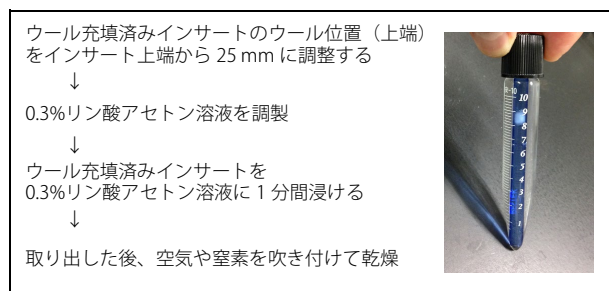 ウール充填済みインサートのウール位置（上端）
をインサート上端から 25 mm に調整する
↓
0.3%リン酸アセトン溶液を調製
↓
ウール充填済みインサートを
0.3%リン酸アセトン溶液に 1 分間浸ける
↓
取り出した後、空気や窒素を吹き付けて乾燥
10
9
8
7
6
5
4
3
2
1